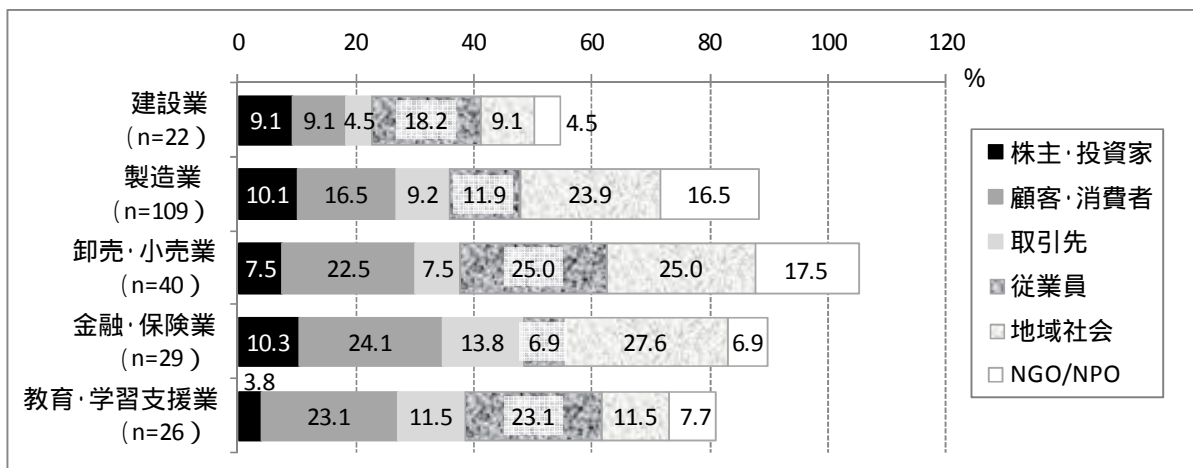 0 20 40 60 80 100 120
%
建設業
(n=22)
9.1 9.1 4.5 18.2 9.1 4.5
製造業
(n=109)
10.1 16.5 9.2 11.9 23.9 16.5
卸売·小売業
(n=40)
7.5 22.5 7.5 25.0 25.0 17.5
金融·保険業
(n=29)
10.3 24.1 13.8 6.9 27.6 6.9
教育·学習支援業
(n=26)
3.8 23.1 11.5 23.1 11.5 7.7
株主·投資家
顧客·消費者
取引先
従業員
地域社会
NGO/NPO